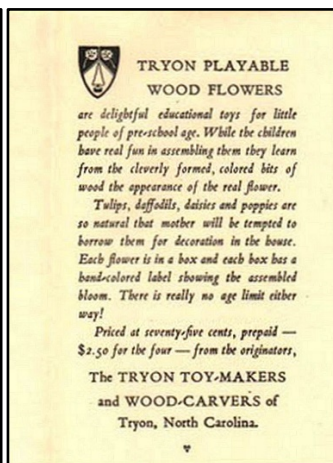 TRYON PLAYABLE
WOOD FLOWERS
are delightful educational toys for little
people of pre-school age. While the children
have real fun in assembling them they learn
from the cleverly formed, colored bits of
wood the appearance of the real flower.
Tulips, daffodils, daisies and poppies are
so natural that mother will be tempted to
borrow them for decoration in the house.
Each flower is in a box and each box has a
hand-colored label showing the assembled
bloom. There is really no age limit either
way!
Priced at seventy-five cents, prepaid —
$2.50 for the four — from the originators,
The TRYON TOY-MAKERS
and WOOD-CARVERS of
Tryon, North Carolina.